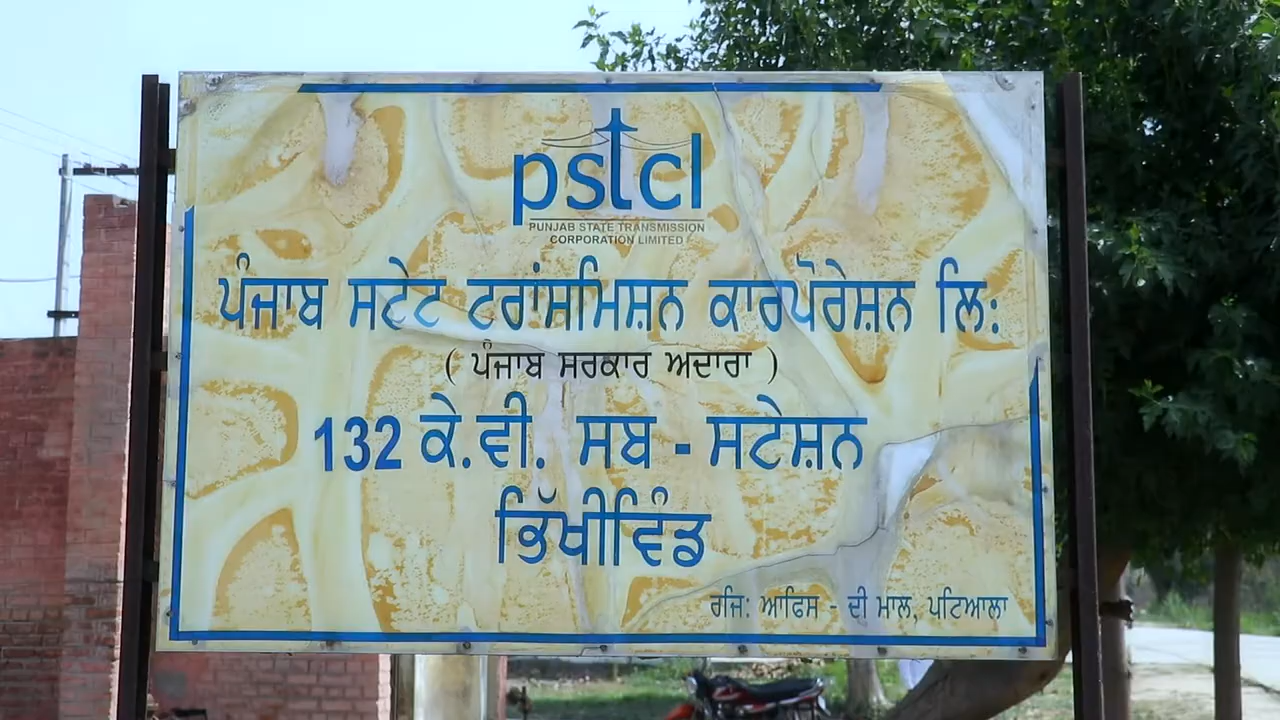 pstcl
PUNJAB STATE TRANSMISSION
CORPORATION LIMITED
ਪੰਜਾਬ ਸਟੇਟ ਟਰਾਂਸਮਿਸ਼ਨ ਕਾਰਪੋਰੇਸ਼ਨ ਲਿ:
( ਪੰਜਾਬ ਸਰਕਾਰ ਅਦਾਰਾ )
132 ਕੇ.ਵੀ. ਸਬ - ਸਟੇਸ਼ਨ
ਭਿੱਖੀਵਿੰਡ
ਰਜਿ: ਆਫਿਸ - ਦੀ ਮਾਲ, ਪਟਿਆਲਾ